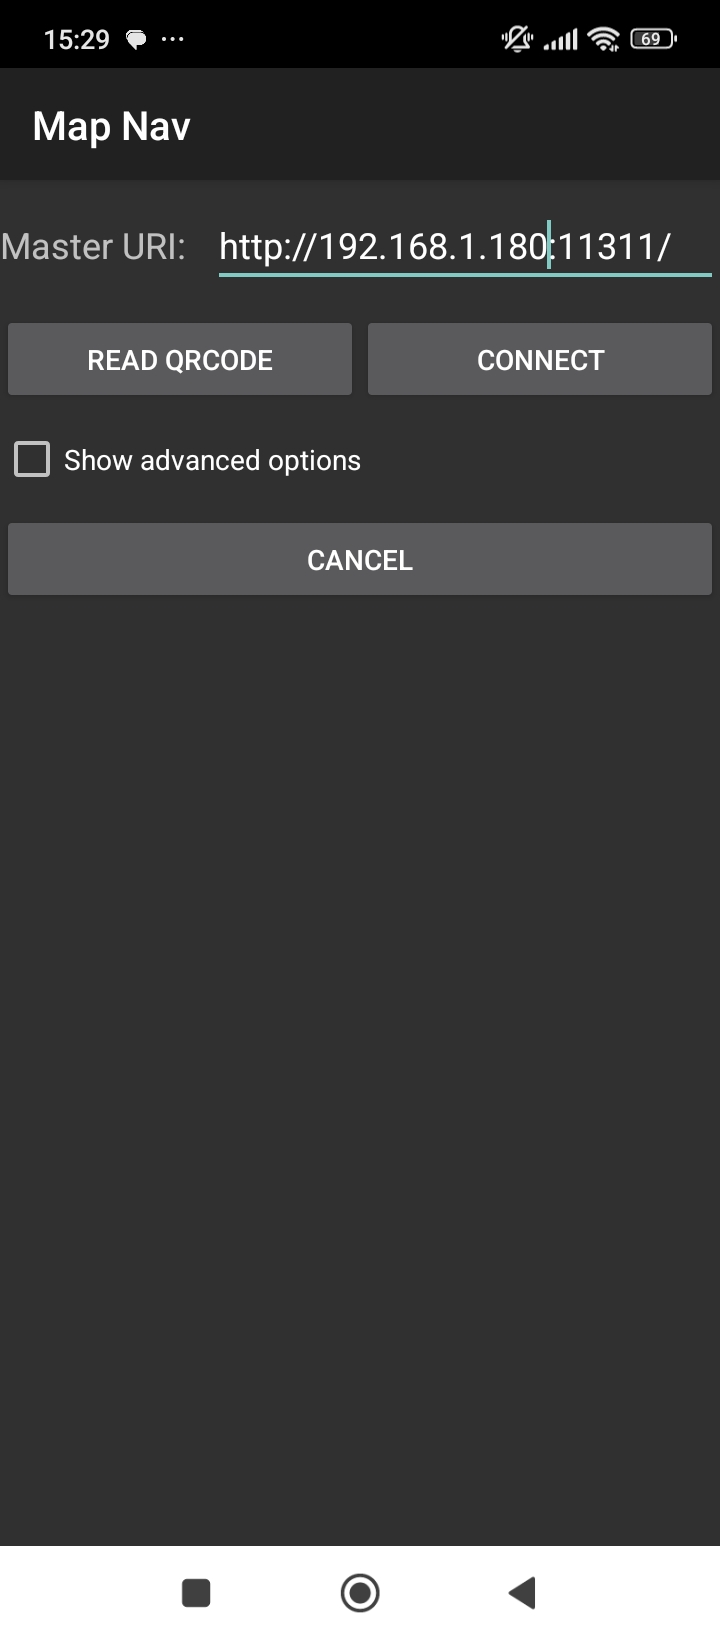 15:29 ... 69
Map Nav
Master URI: http://192.168.1.180:11311/
READ QRCODE CONNECT
Show advanced options
CANCEL